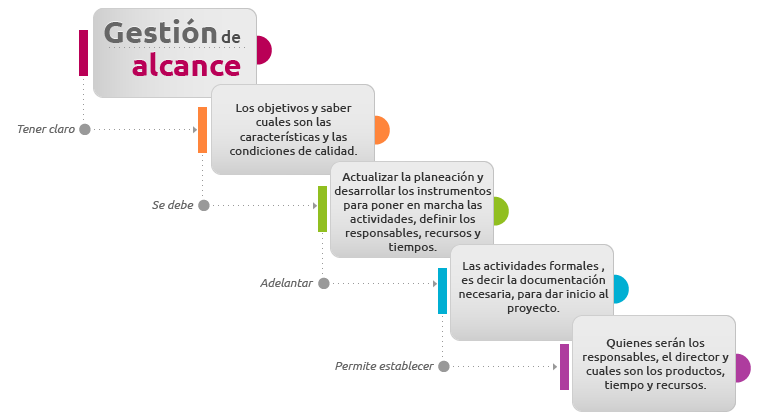 Gestión de
alcance
Los objetivos y saber
cuales son las
características y las
condiciones de calidad.
Tener claro
Actualizar la planeación y
desarrollar los instrumentos
para poner en marcha las
actividades, definir los
responsables, recursos y
tiempos.
Se debe
Las actividades formales ,
es decir la documentación
necesaria, para dar inicio al
proyecto.
Adelantar
Quienes serán los
responsables, el director y
cuales son los productos,
tiempo y recursos.
Permite establecer